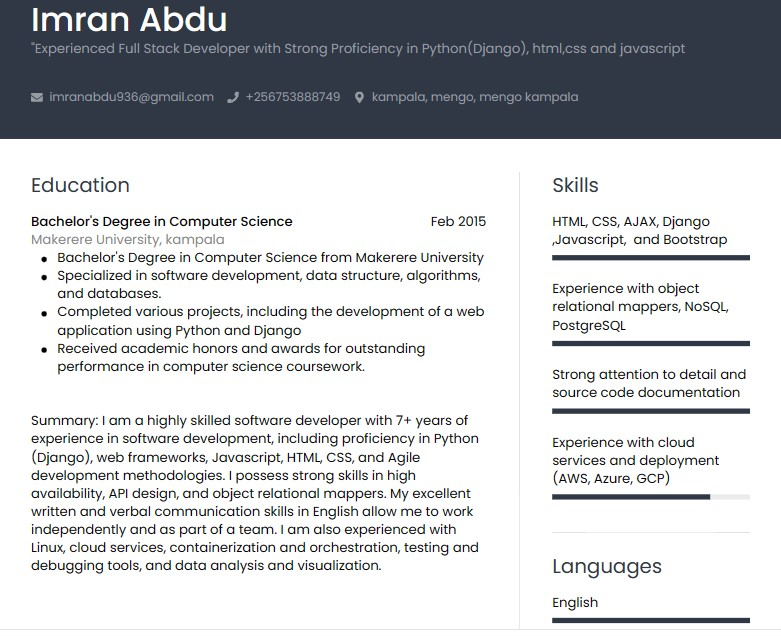 Imran Abdu
"Experienced Full Stack Developer with Strong Proficiency in Python(Django), html,css and javascript
imranabdu936@gmail.com +256753888749 kampala, mengo, mengo kampala
Education
Bachelor's Degree in Computer Science Feb 2015
Makerere University, kampala
Bachelor's Degree in Computer Science from Makerere University
Specialized in software development, data structure, algorithms,
and databases.
Completed various projects, including the development of a web
application using Python and Django
Received academic honors and awards for outstanding
performance in computer science coursework.
Summary: I am a highly skilled software developer with 7+ years of
experience in software development, including proficiency in Python
(Django), web frameworks, Javascript, HTML, CSS, and Agile
development methodologies. I possess strong skills in high
availability, API design, and object relational mappers. My excellent
written and verbal communication skills in English allow me to work
independently and as part of a team. I am also experienced with
Linux, cloud services, containerization and orchestration, testing and
debugging tools, and data analysis and visualization.
Skills
HTML, CSS, AJAX, Django
,Javascript,  and Bootstrap
Experience with object
relational mappers, NoSQL,
PostgreSQL
Strong attention to detail and
source code documentation
Experience with cloud
services and deployment
(AWS, Azure, GCP)
Languages
English